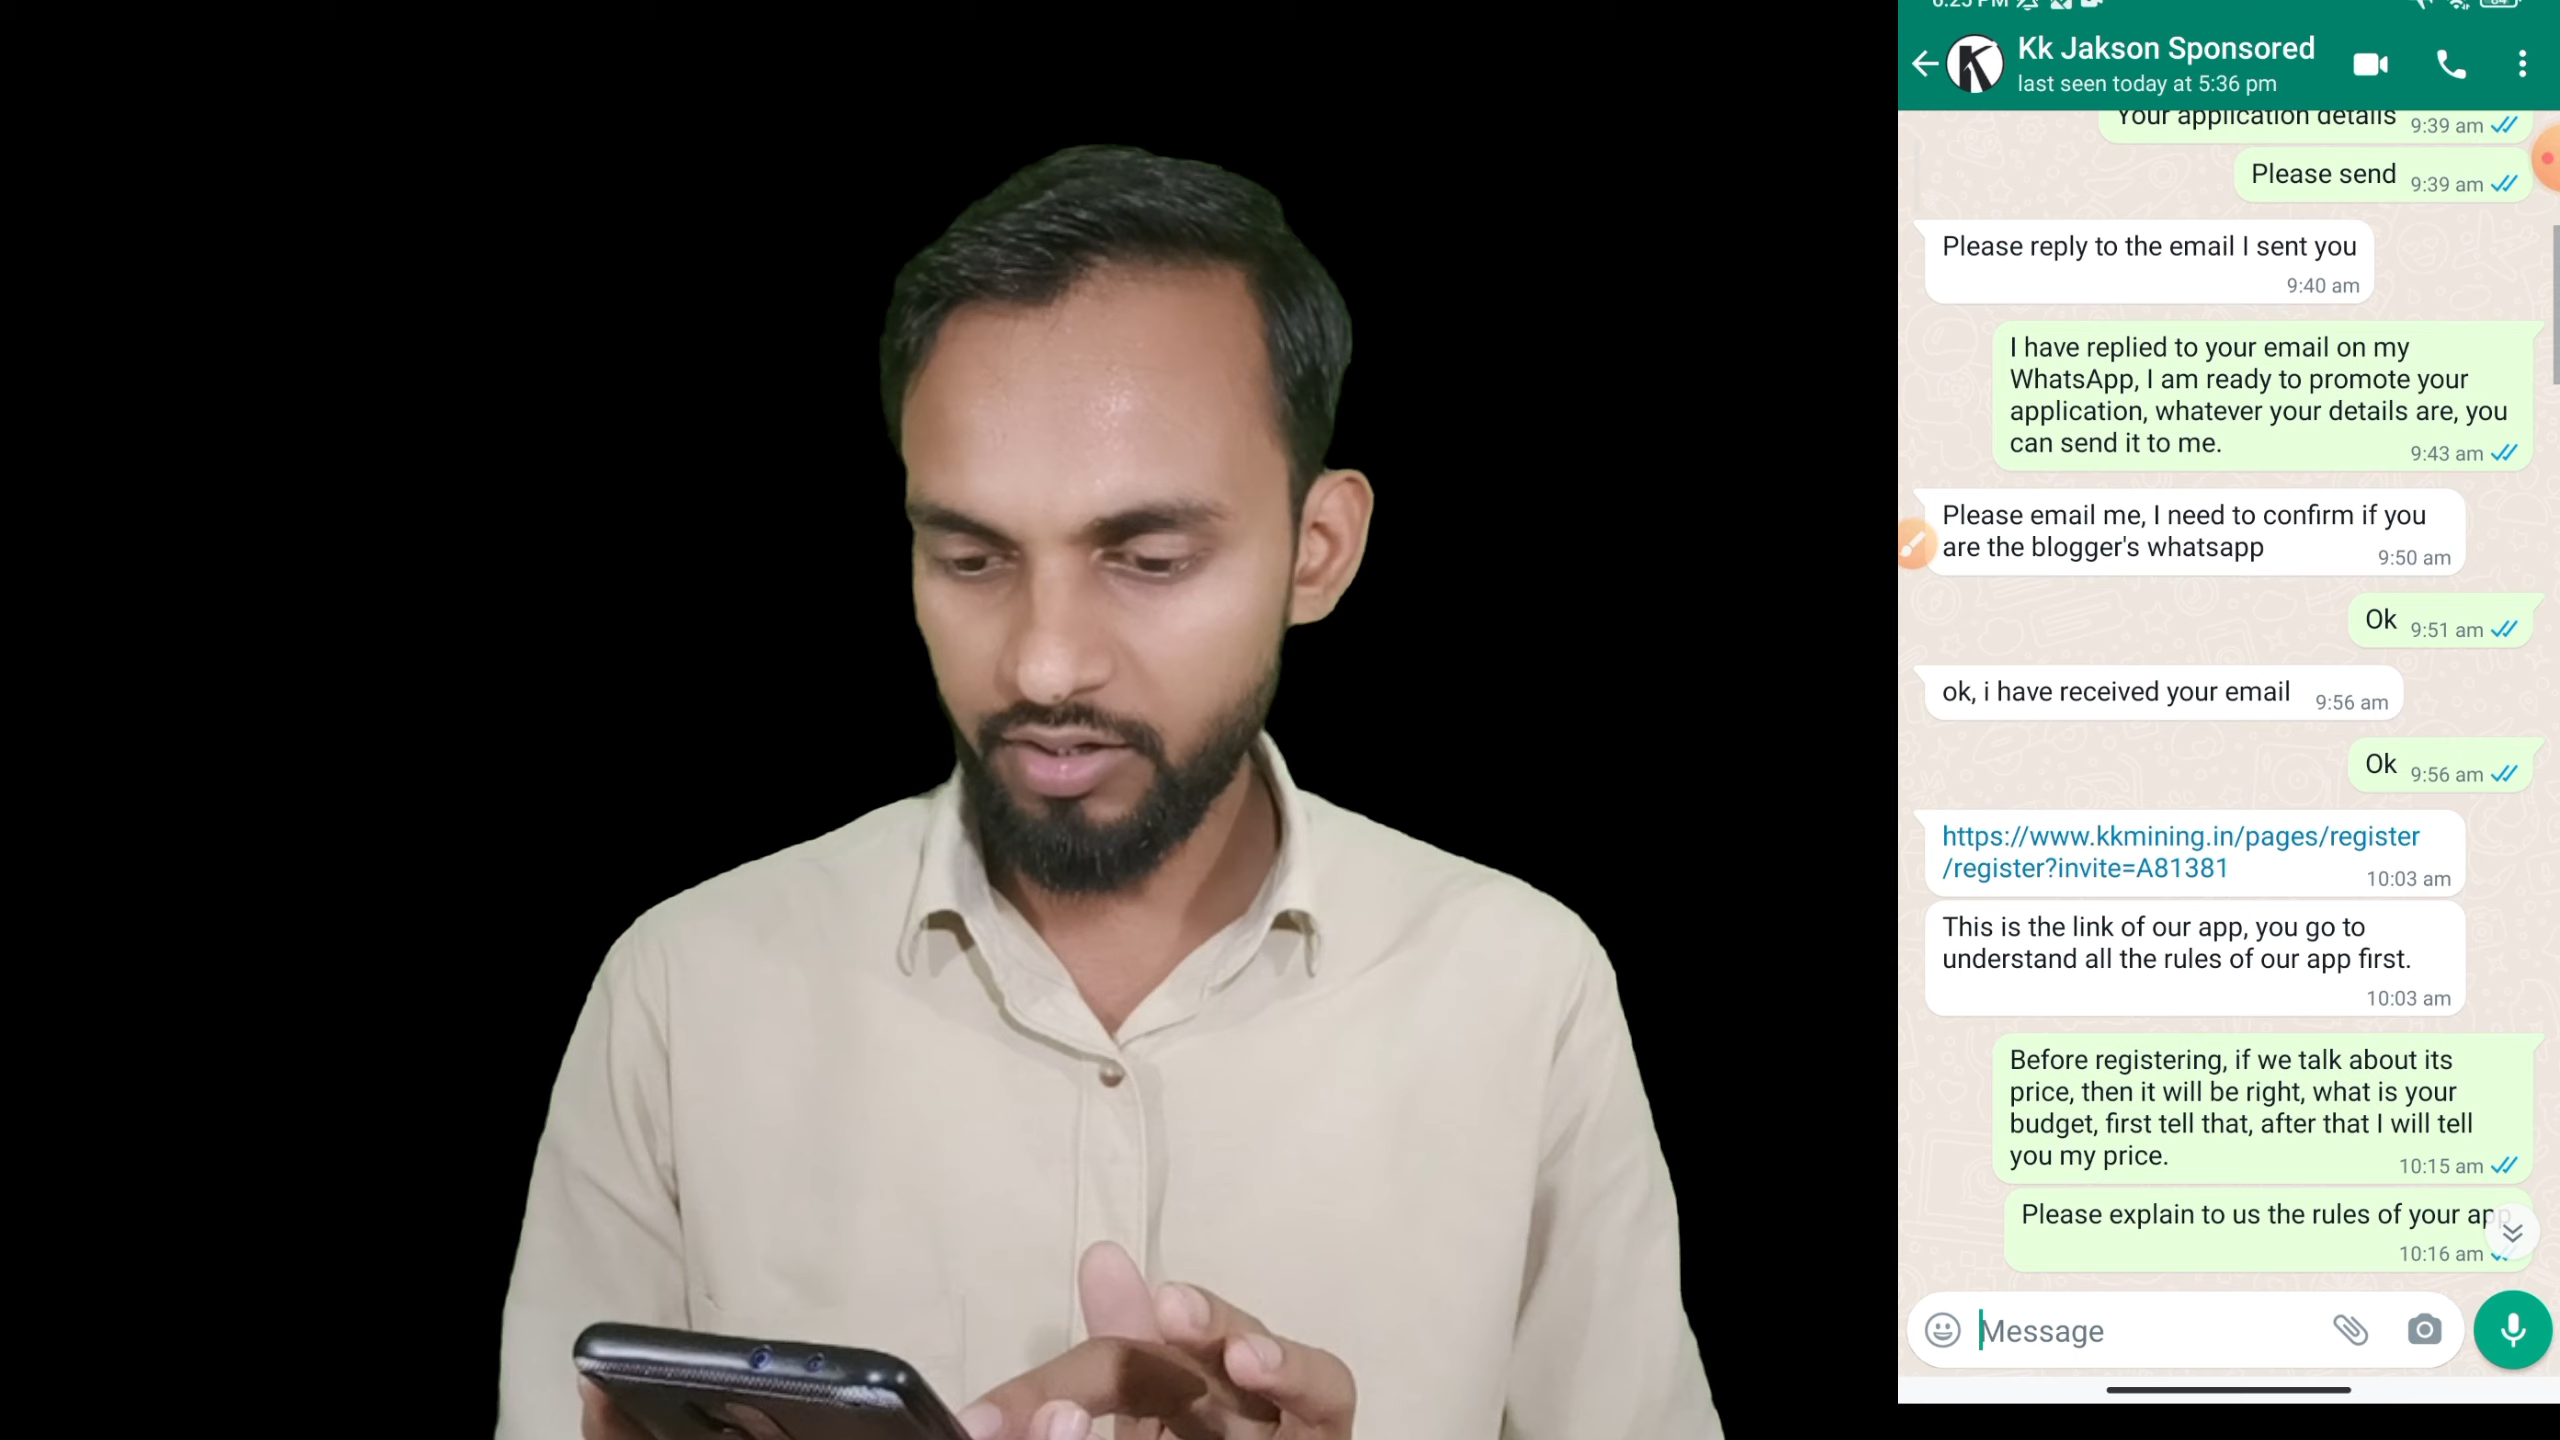 Kk Jakson Sponsored
last seen today at 5:36 pm
Your application details 9:39 am
Please send 9:39 am
Please reply to the email I sent you
9:40 am
I have replied to your email on my
WhatsApp, I am ready to promote your
application, whatever your details are, you
can send it to me. 9:43 am
Please email me, I need to confirm if you
are the blogger's whatsapp 9:50 am
Ok 9:51 am
ok, i have received your email 9:56 am
Ok 9:56 am
https://www.kkmining.in/pages/register
/register?invite=A81381 10:03 am
This is the link of our app, you go to
understand all the rules of our app first.
10:03 am
Before registering, if we talk about its
price, then it will be right, what is your
budget, first tell that, after that I will tell
you my price. 10:15 am
Please explain to us the rules of your app
10:16 am
Message